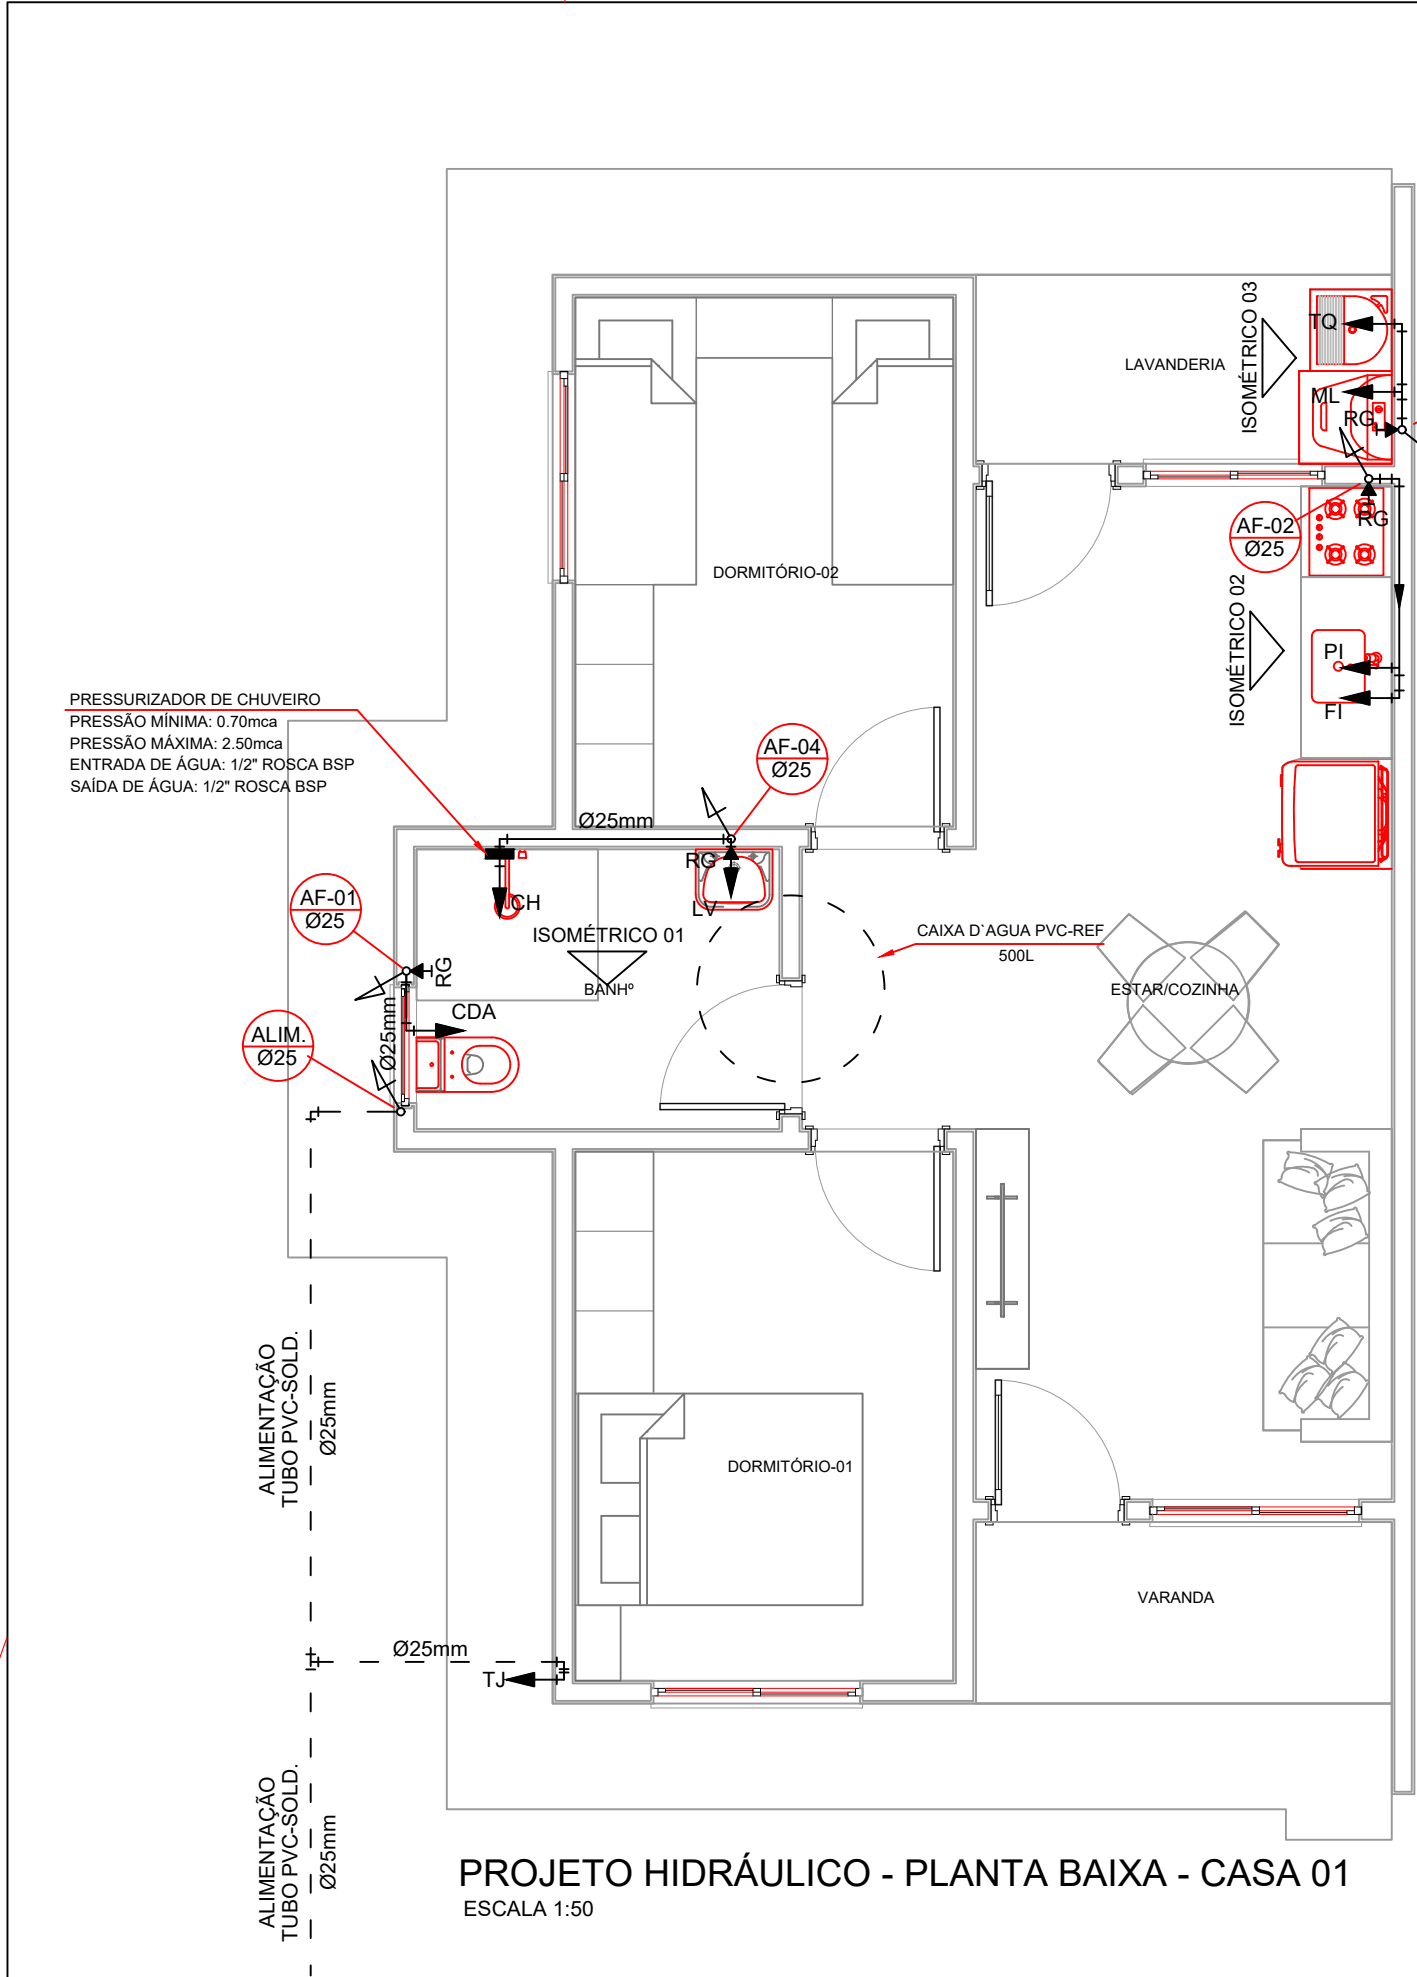 ISOMÉTRICO 03
TQ
LAVANDERIA
ML
RG
AF-02
Ø25
RG
DORMITÓRIO-02
ISOMÉTRICO 02
PI
FI
PRESSURIZADOR DE CHUVEIRO
PRESSÃO MÍNIMA: 0.70mca
PRESSÃO MÁXIMA: 2.50mca
ENTRADA DE ÁGUA: 1/2" ROSCA BSP
SAÍDA DE ÁGUA: 1/2" ROSCA BSP
AF-04
Ø25
Ø25mm
RG
CH
LV
AF-01
Ø25
ISOMÉTRICO 01
BANHº
RG
CAIXA D`AGUA PVC-REF
500L
ESTAR/COZINHA
CDA
Ø25mm
ALIM.
Ø25
ALIMENTAÇÃO
TUBO PVC-SOLD.
Ø25mm
DORMITÓRIO-01
VARANDA
Ø25mm
TJ
ALIMENTAÇÃO
TUBO PVC-SOLD.
Ø25mm
PROJETO HIDRÁULICO - PLANTA BAIXA - CASA 01
ESCALA 1:50